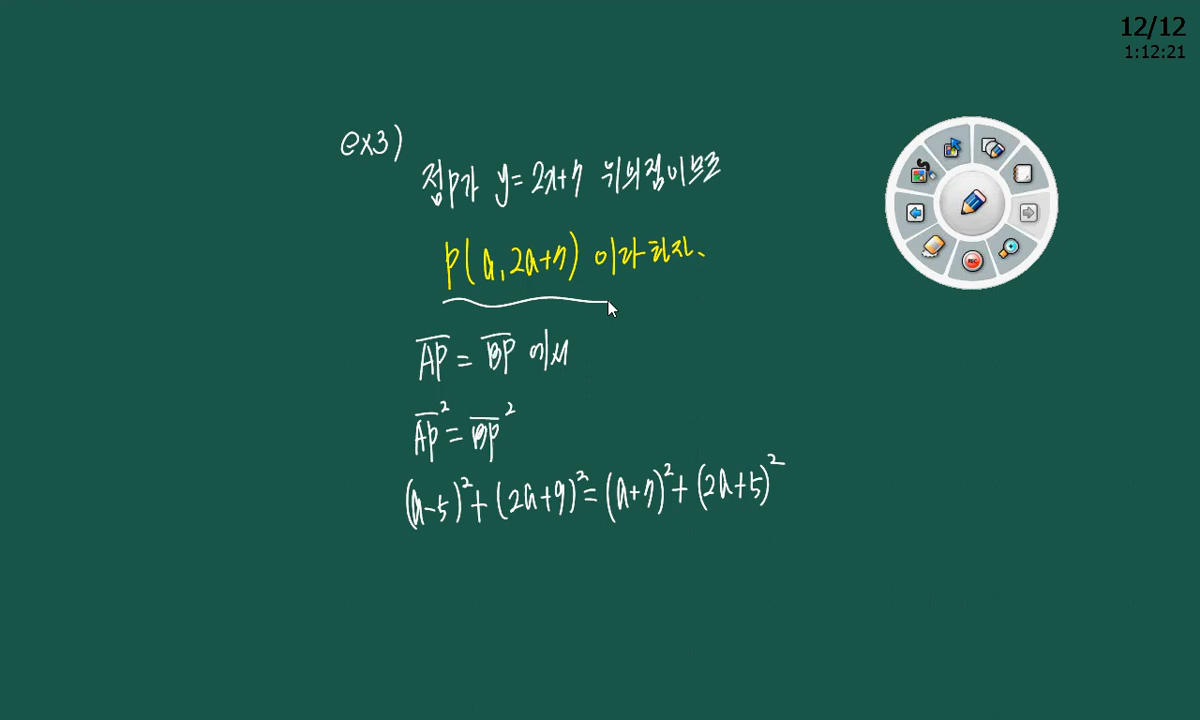 12/12
1:12:21
ex3)
점P가 y=2x+7 위의점이므로
P(a, 2a+7) 이라 하자.
AP = BP 에서
AP² = BP²
(a-5)²+(2a+9)²=(a+7)²+(2a+5)²
REC